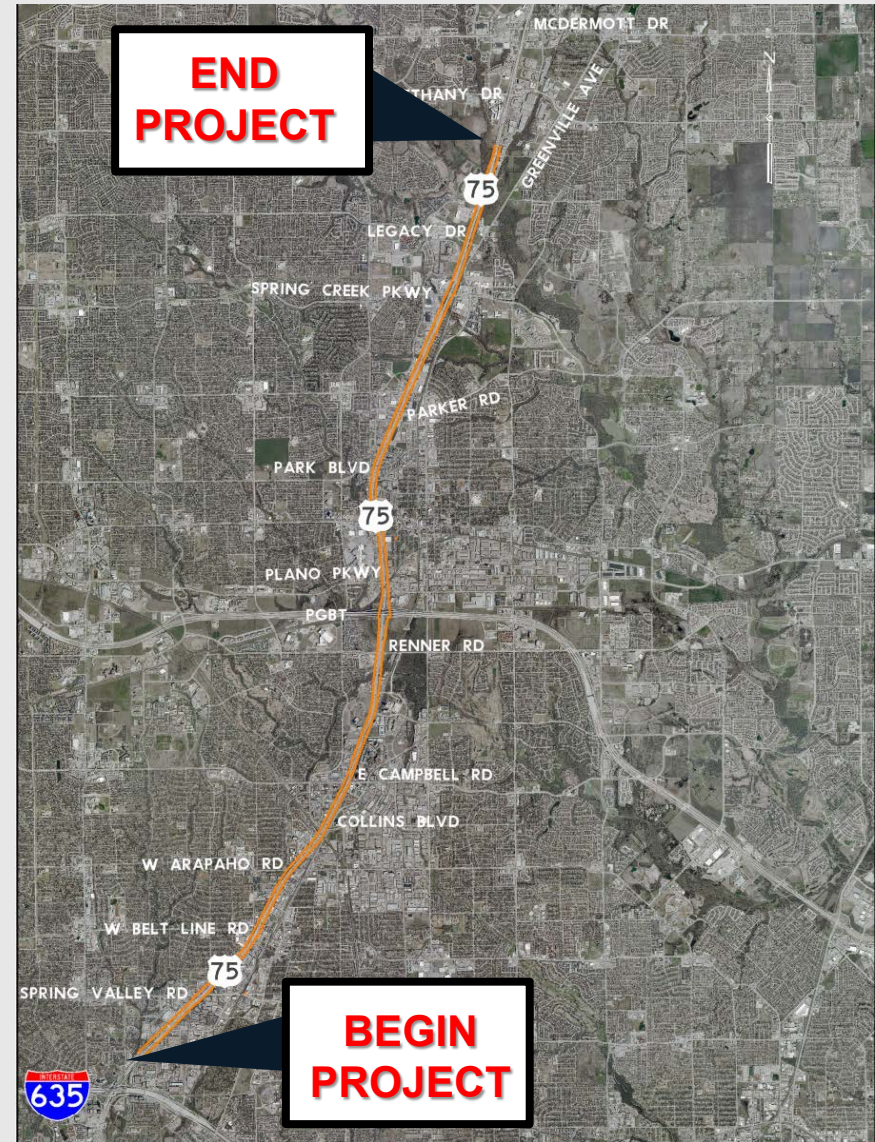 MCDERMOTT DR
END
PROJECT
THANY DR
GREENVILLE AVE
N
75
LEGACY DR
SPRING CREEK PKWY
PARKER RD
PARK BLVD
75
PLANO PKWY
PGBT
RENNER RD
E CAMPBELL RD
COLLINS BLVD
W ARAPAHO RD
W BELT LINE RD
75
SPRING VALLEY RD
BEGIN
PROJECT
INTERSTATE
635